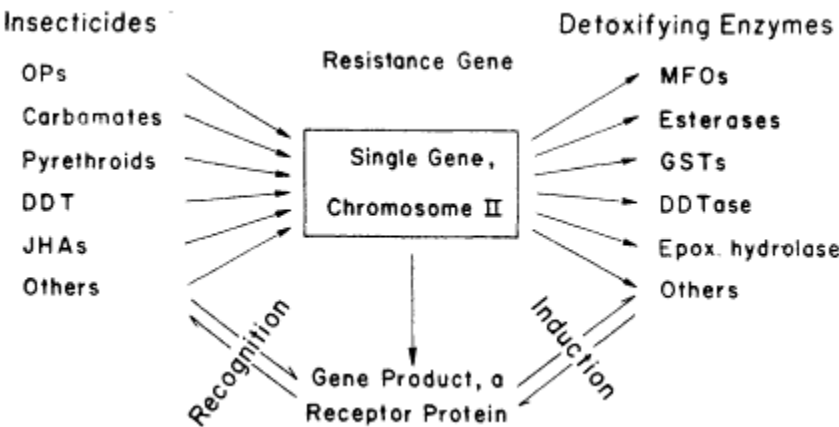 Insecticides
OPs
Carbamates
Pyrethroids
DDT
JHAs
Others
Resistance Gene
Single Gene,
Chromosome II
Detoxifying Enzymes
MFOs
Esterases
GSTs
DDTase
Epox. hydrolase
Others
Recognition
Induction
Gene Product, a
Receptor Protein